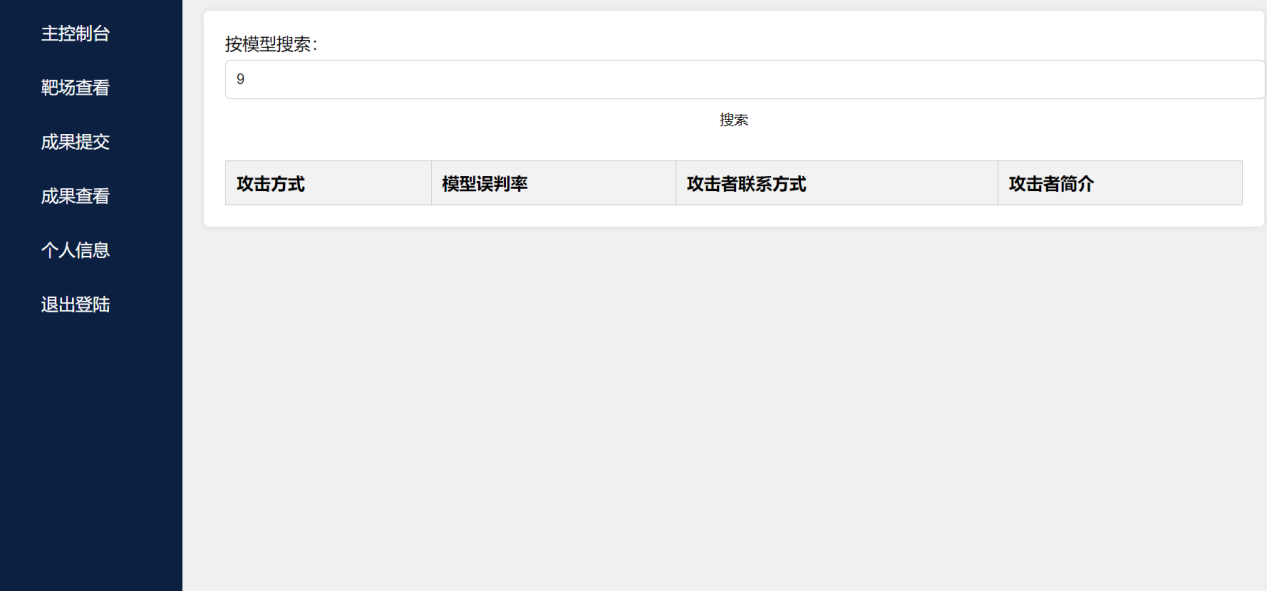 主控制台
靶场查看
成果提交
成果查看
个人信息
退出登陆
按模型搜索：
9
搜索
攻击方式 模型误判率 攻击者联系方式 攻击者简介